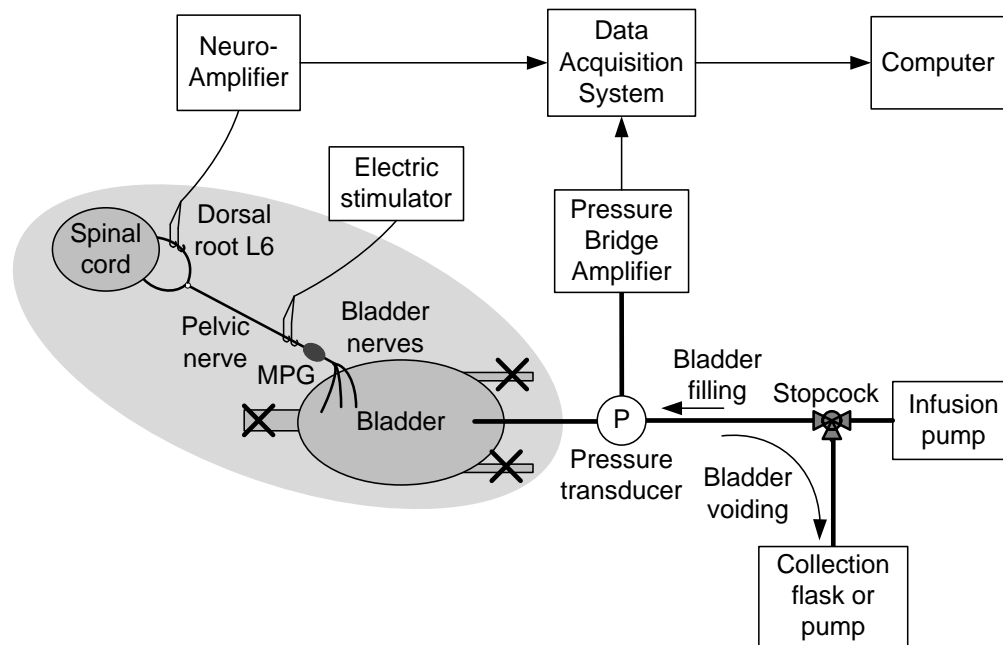 Neuro-
Amplifier
Data
Acquisition
System
Computer
Electric
stimulator
Pressure
Bridge
Amplifier
Spinal
cord
Dorsal
root L6
Pelvic
nerve
Bladder
nerves
MPG
Bladder
P
Pressure
transducer
Bladder
filling
Stopcock
Infusion
pump
Bladder
voiding
Collection
flask or
pump